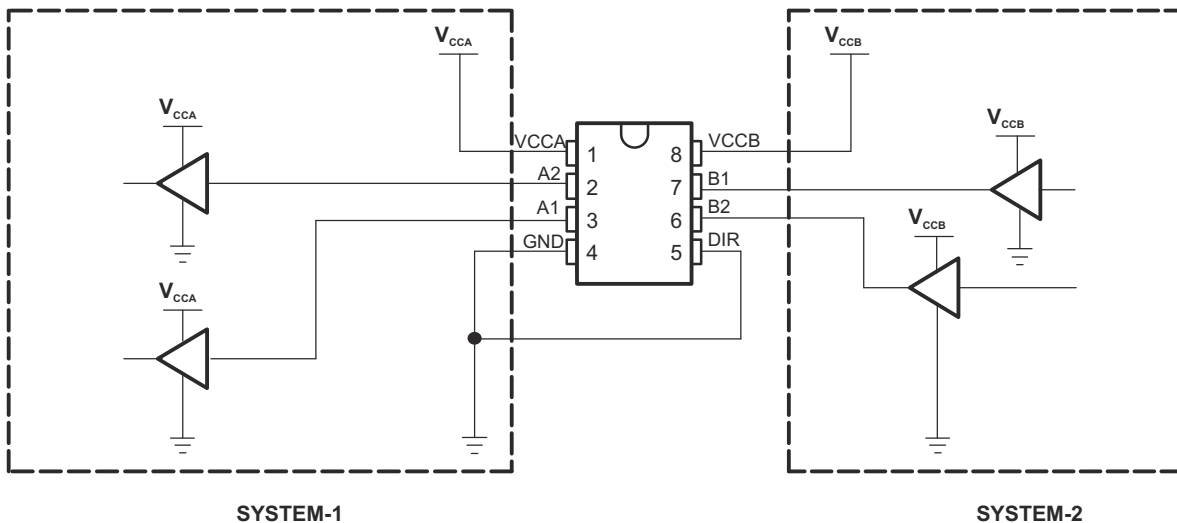 VCCA
VCCB
VCCA
VCCB
VCCA 1 8 VCCB
A2 2 7 B1
A1 3 6 B2
VCCB
GND 4 5 DIR
VCCA
SYSTEM-1 SYSTEM-2